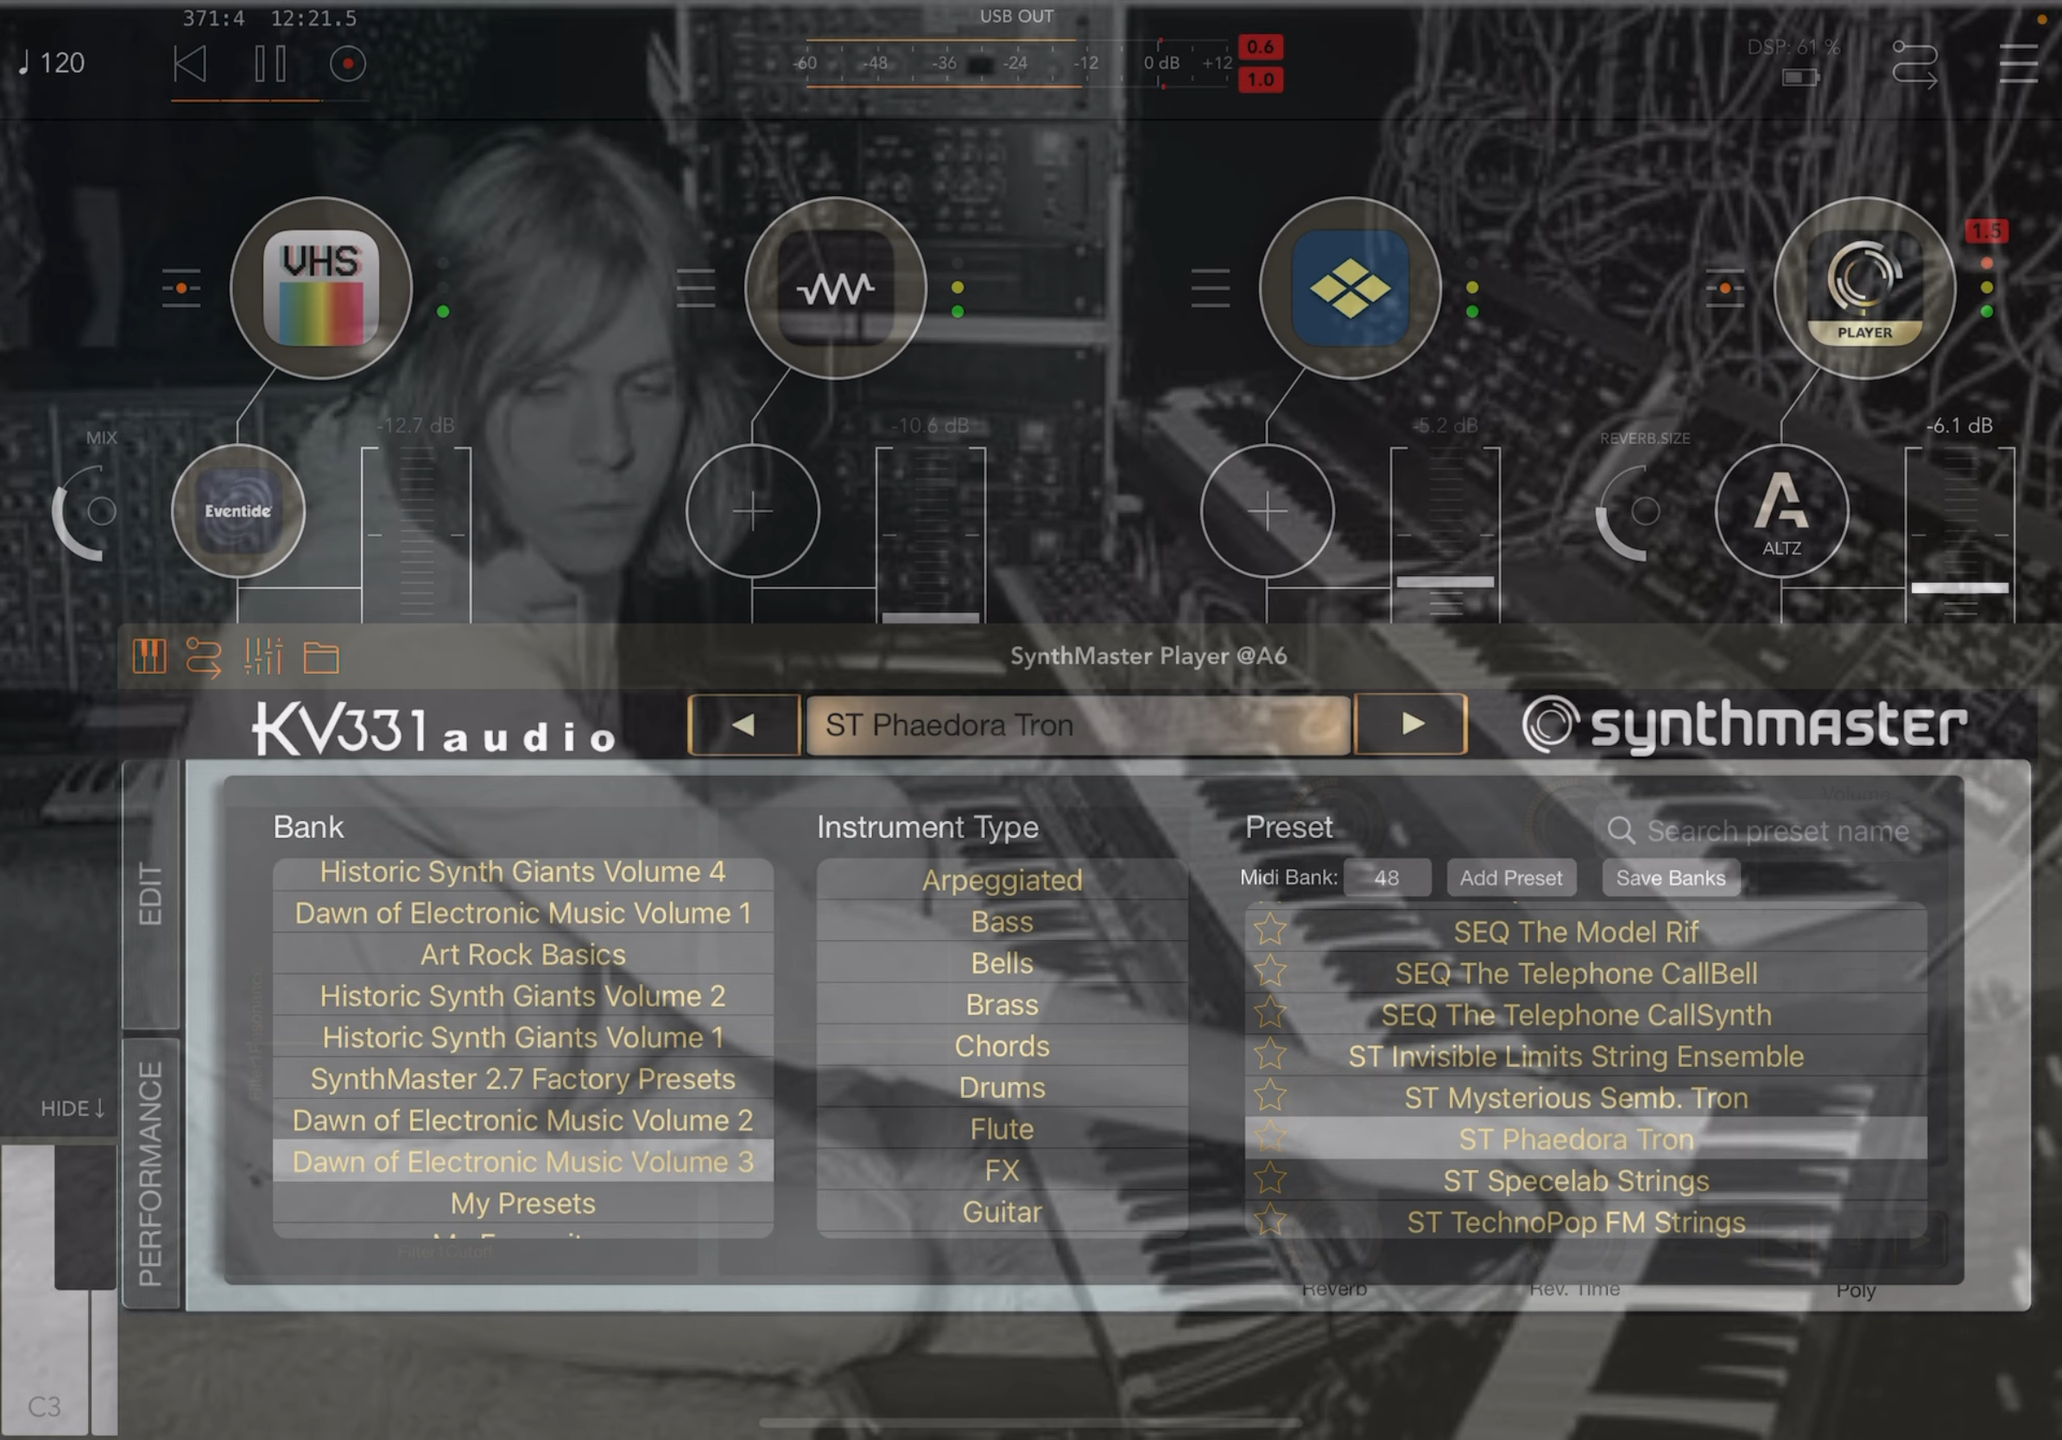 371:4 12:21.5
USB OUT
♩ 120
-60 -48 -36 -24 -12 0 dB +12
0.6
1.0
DSP: 61 %
VHS
1.5
PLAYER
MIX
-12.7 dB
-10.6 dB
-5.2 dB
REVERB.SIZE
-6.1 dB
Eventide
ALTZ
SynthMaster Player @A6
KV331 audio
◀ ST Phaedora Tron ▶
synthmaster
EDIT
PERFORMANCE
Bank
Historic Synth Giants Volume 4
Dawn of Electronic Music Volume 1
Art Rock Basics
Historic Synth Giants Volume 2
Historic Synth Giants Volume 1
SynthMaster 2.7 Factory Presets
Dawn of Electronic Music Volume 2
Dawn of Electronic Music Volume 3
My Presets
Instrument Type
Arpeggiated
Bass
Bells
Brass
Chords
Drums
Flute
FX
Guitar
Volume
Preset
Search preset name
Midi Bank: 48 Add Preset Save Banks
SEQ The Model Rif
SEQ The Telephone CallBell
SEQ The Telephone CallSynth
ST Invisible Limits String Ensemble
ST Mysterious Semb. Tron
ST Phaedora Tron
ST Specelab Strings
ST TechnoPop FM Strings
Filter1Cutoff
Reverb Rev. Time Poly
HIDE↓
C3